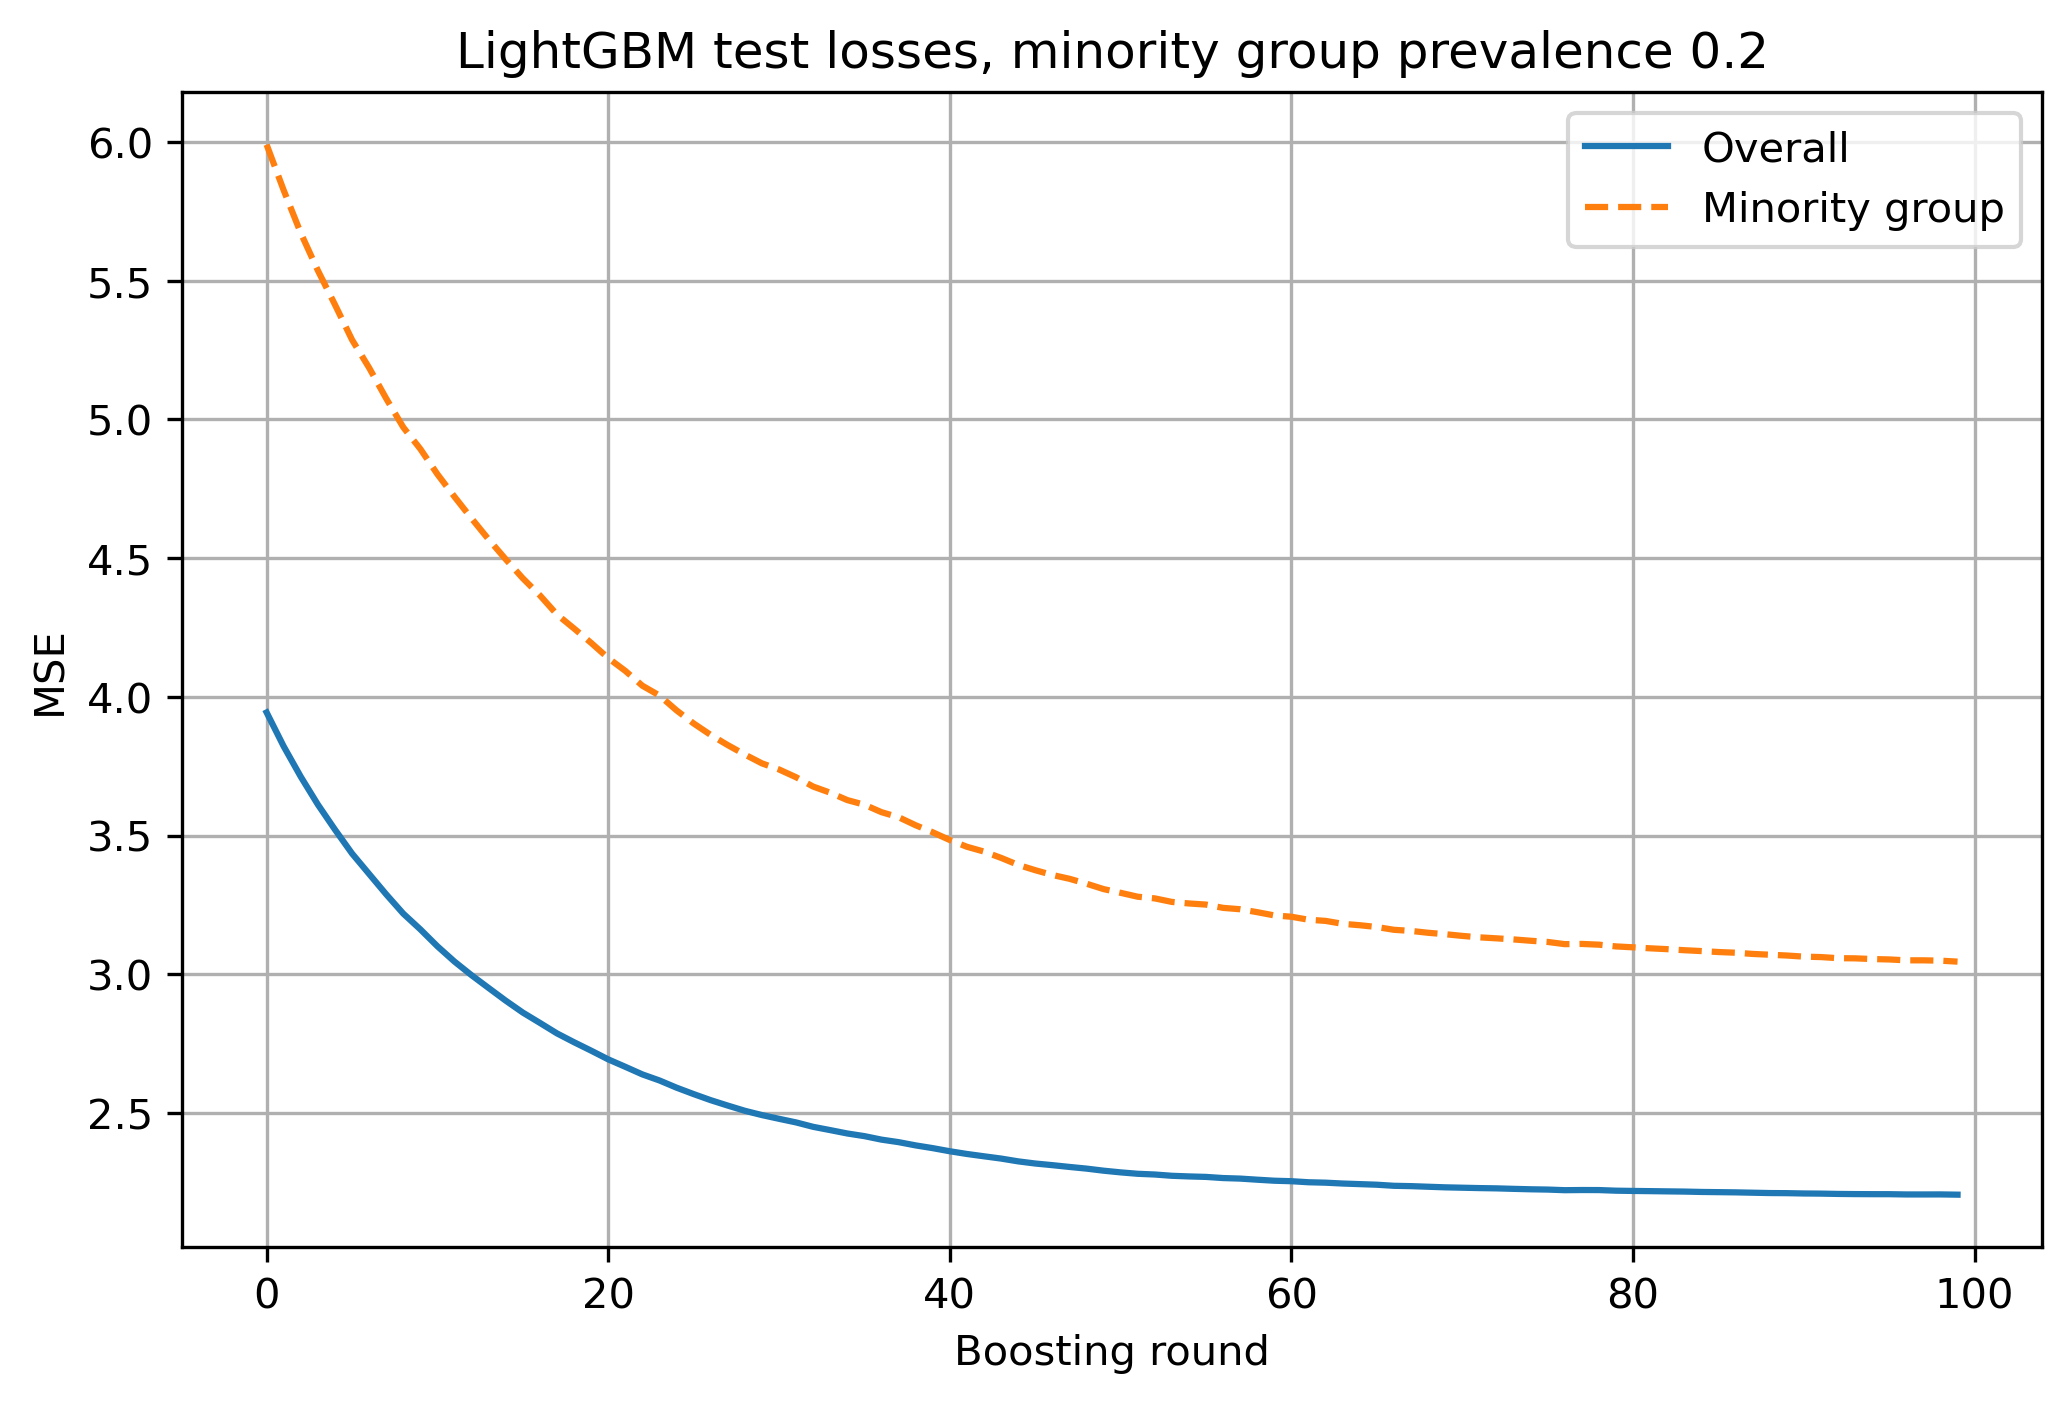 LightGBM test losses, minority group prevalence 0.2
Overall
Minority group
6.0
5.5
5.0
4.5
4.0
3.5
3.0
2.5
MSE
0 20 40 60 80 100
Boosting round